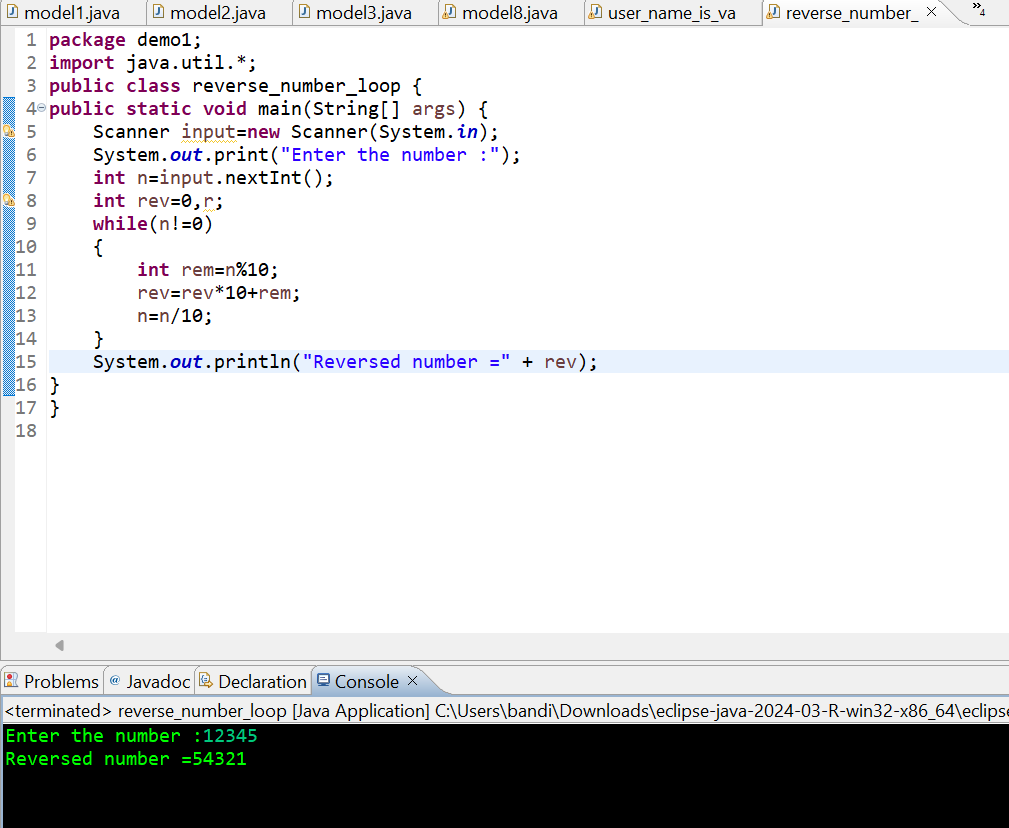 model1.java model2.java model3.java model8.java user_name_is_va reverse_number_ » 4
1 package demo1;
2 import java.util.*;
3 public class reverse_number_loop {
4 public static void main(String[] args) {
5 Scanner input=new Scanner(System.in);
6 System.out.print("Enter the number :");
7 int n=input.nextInt();
8 int rev=0,r;
9 while(n!=0)
10 {
11 int rem=n%10;
12 rev=rev*10+rem;
13 n=n/10;
14 }
15 System.out.println("Reversed number =" + rev);
16 }
17 }
18
Problems @ Javadoc Declaration Console
<terminated> reverse_number_loop [Java Application] C:\Users\bandi\Downloads\eclipse-java-2024-03-R-win32-x86_64\eclipse
Enter the number :12345
Reversed number =54321